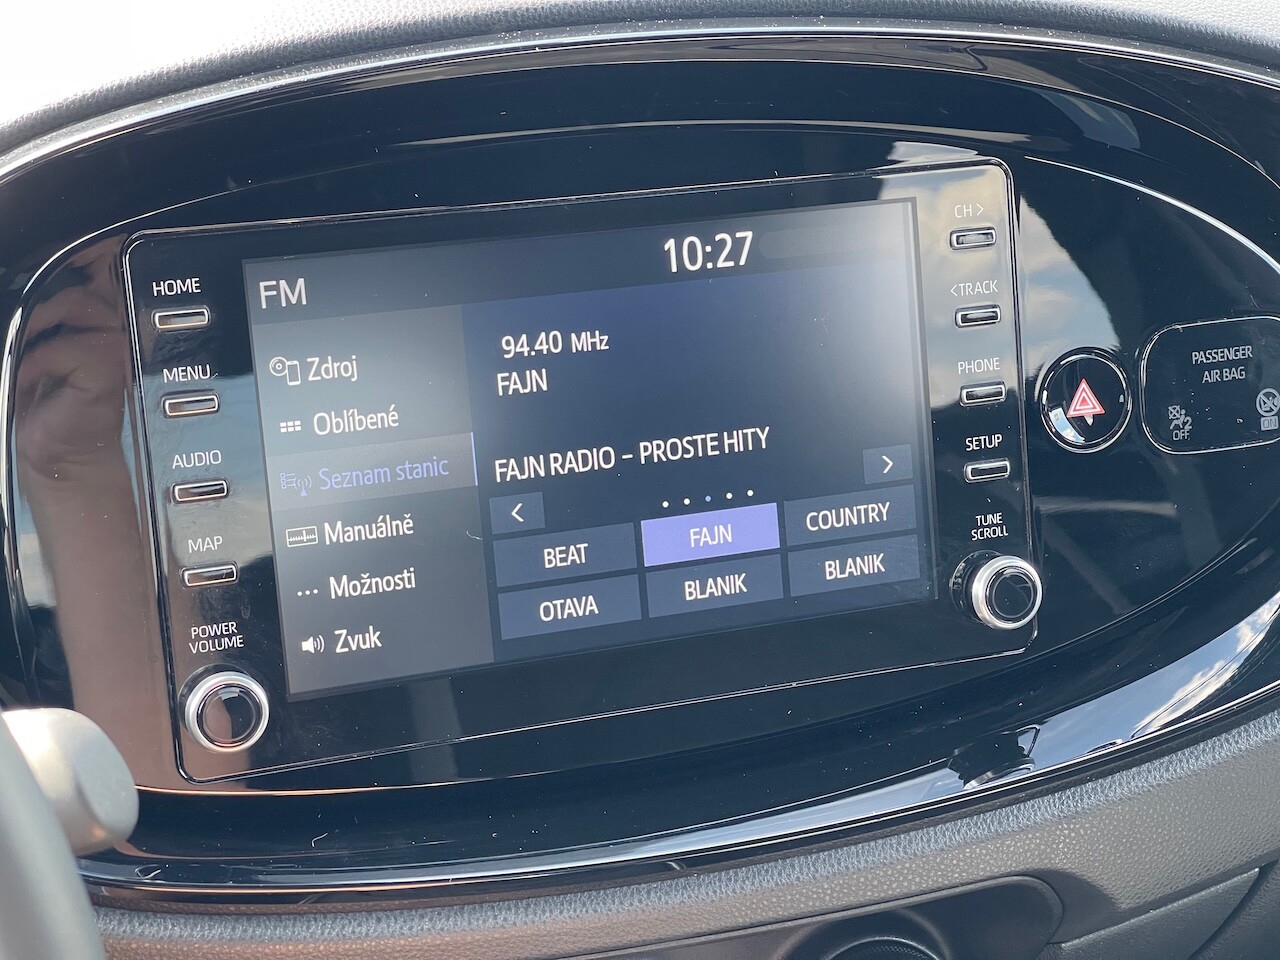 HOME
MENU
AUDIO
MAP
POWER
VOLUME
FM
10:27
Zdroj
Oblíbené
Seznam stanic
Manuálně
Možnosti
Zvuk
94.40 MHz
FAJN
FAJN RADIO - PROSTE HITY
< >
BEAT FAJN COUNTRY
OTAVA BLANIK BLANIK
CH >
< TRACK
PHONE
SETUP
TUNE
SCROLL
PASSENGER
AIR BAG
2
OFF
ON